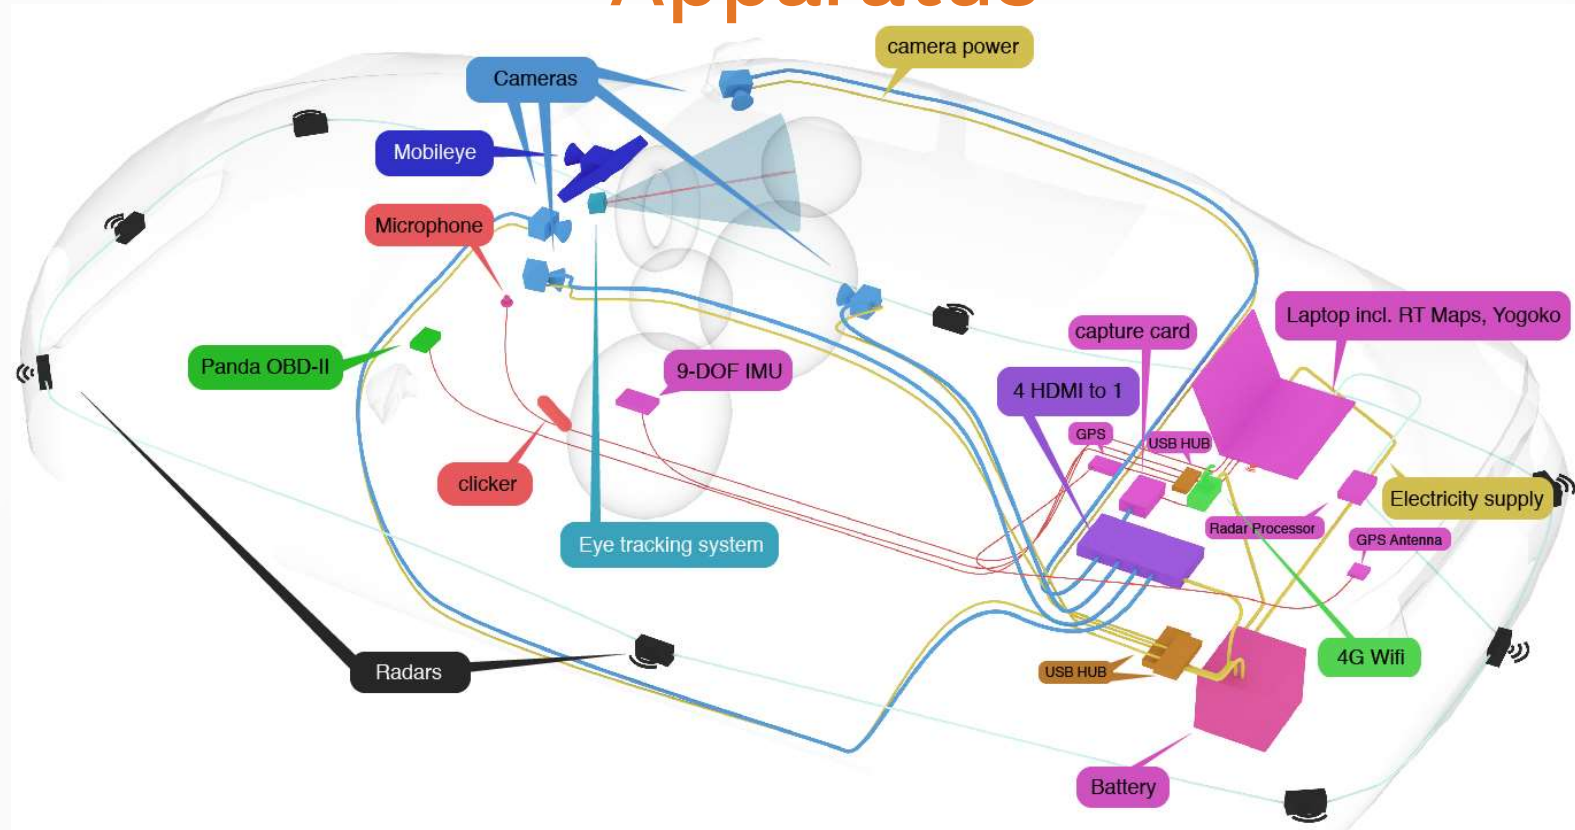 Apparatus
camera power
Cameras
Mobileye
Microphone
Laptop incl. RT Maps, Yogoko
capture card
Panda OBD-II
9-DOF IMU
4 HDMI to 1
GPS
USB HUB
clicker
Electricity supply
Radar Processor
GPS Antenna
Eye tracking system
4G Wifi
Radars
USB HUB
Battery